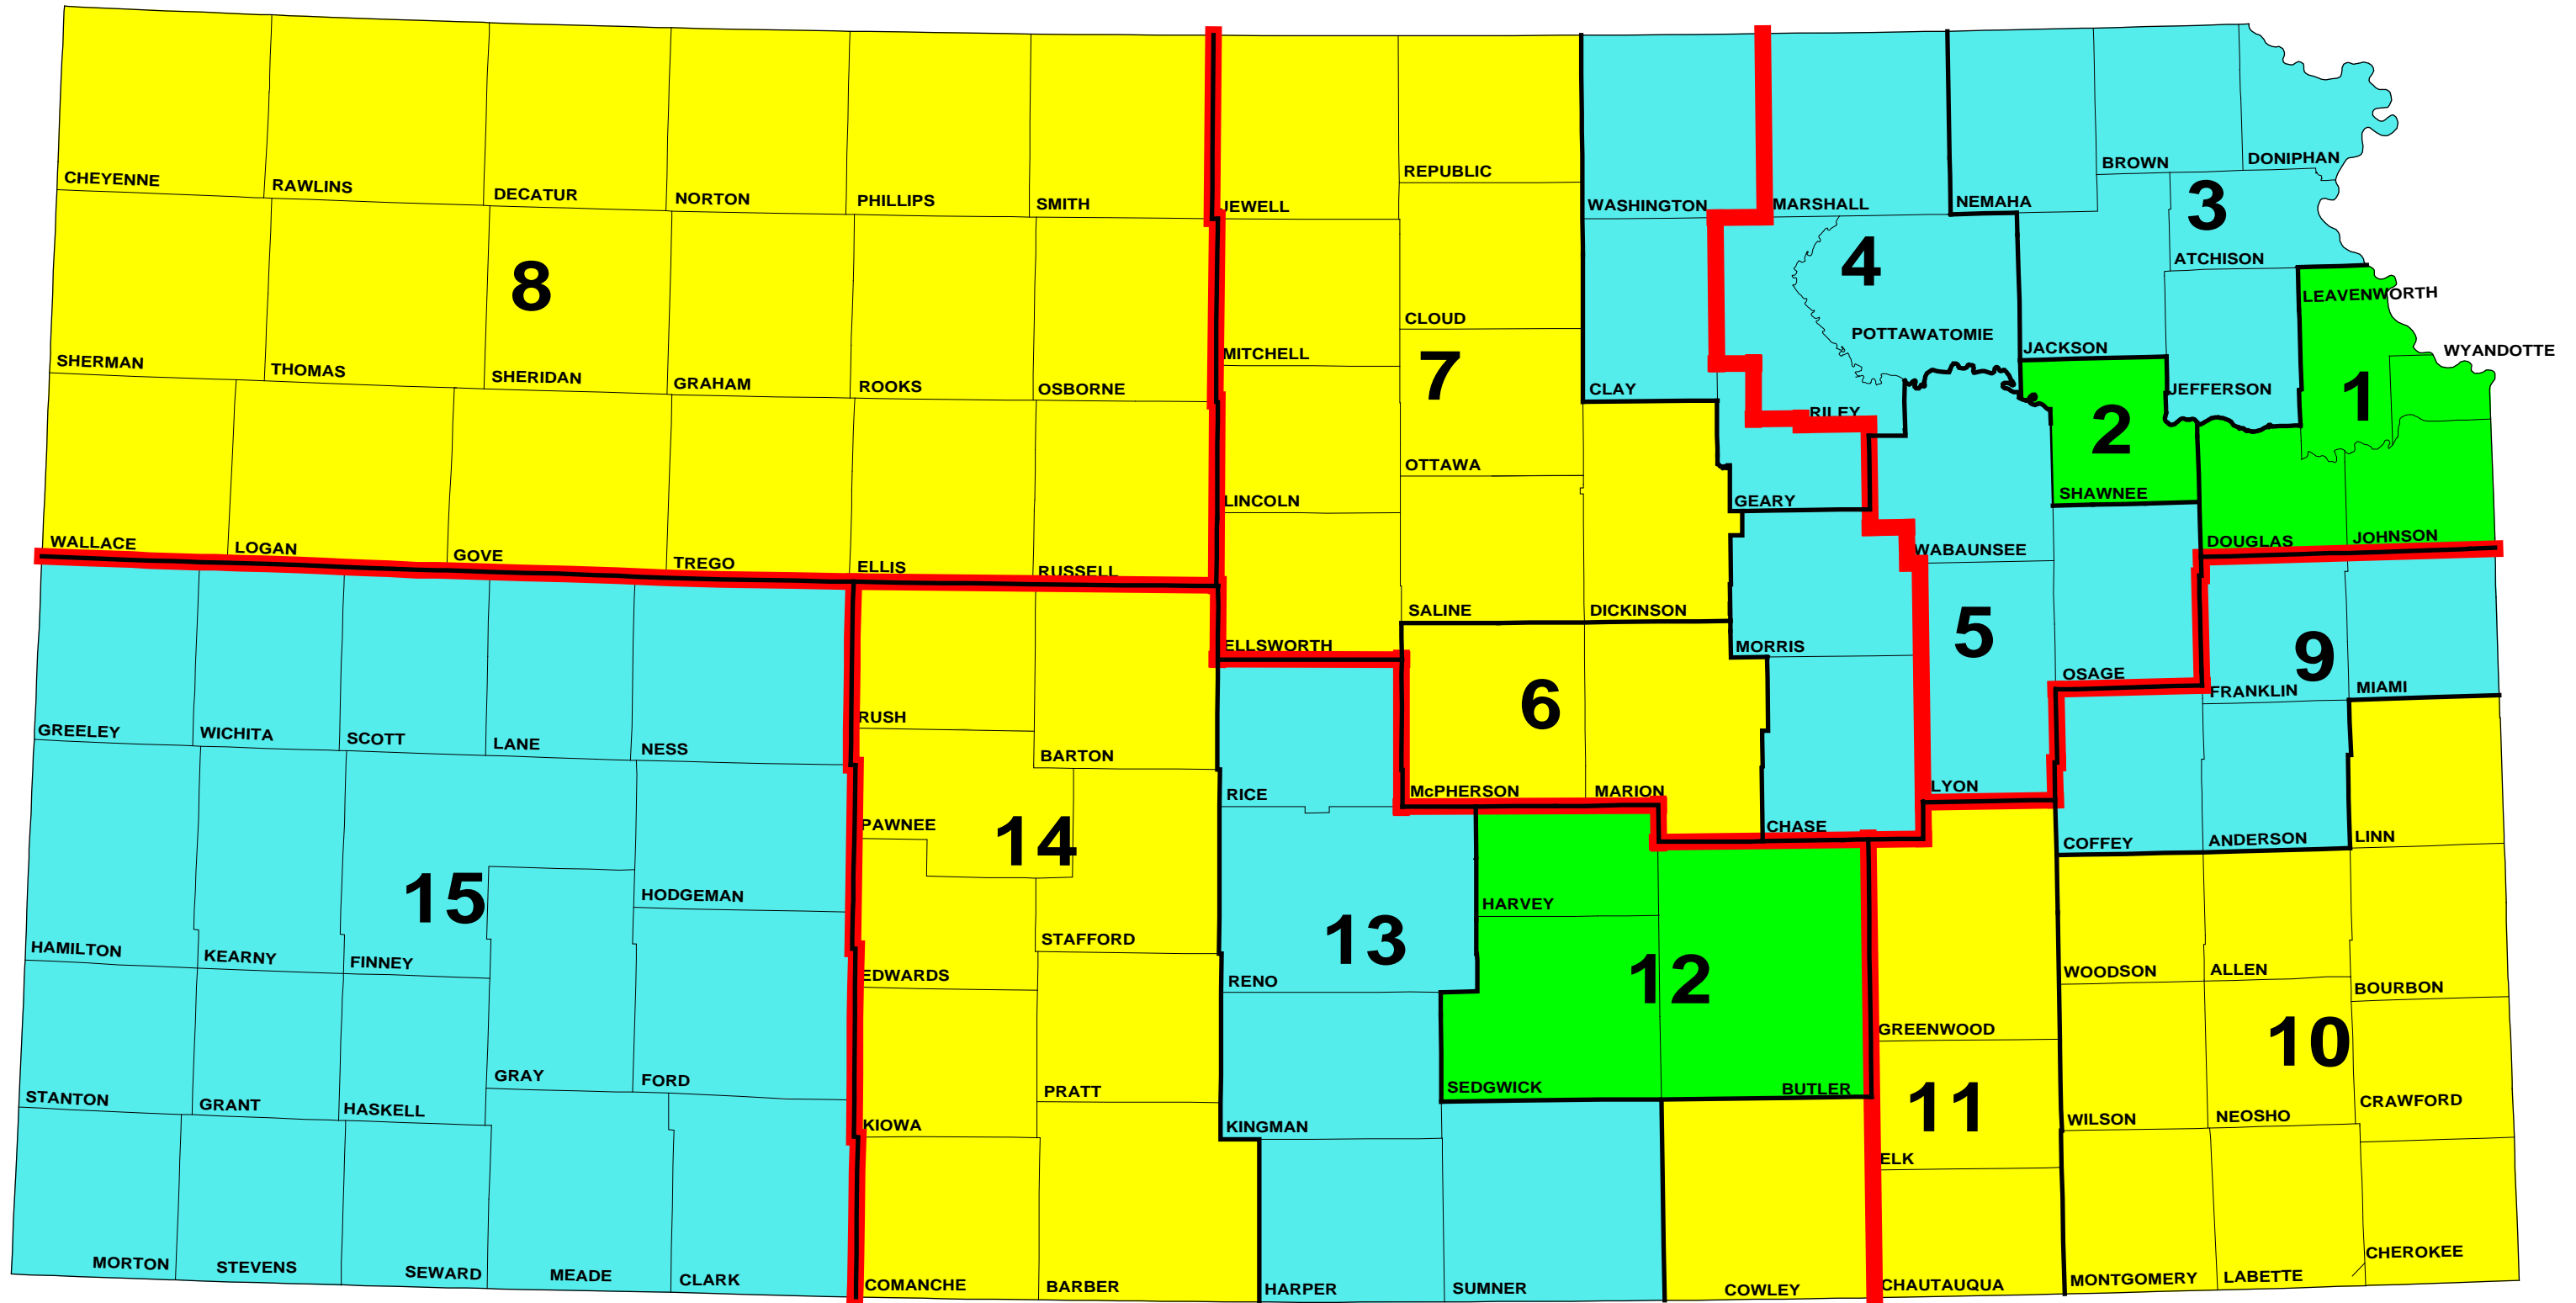 REPUBLIC
BROWN
DONIPHAN
CHEYENNE
RAWLINS
DECATUR
NORTON
PHILLIPS
SMITH
JEWELL
WASHINGTON
MARSHALL
NEMAHA
3
8
4
ATCHISON
LEAVENWORTH
CLOUD
POTTAWATOMIE
JACKSON
WYANDOTTE
SHERMAN
THOMAS
SHERIDAN
GRAHAM
ROOKS
OSBORNE
MITCHELL
7
CLAY
RILEY
JEFFERSON
1
2
OTTAWA
LINCOLN
GEARY
SHAWNEE
WALLACE
LOGAN
GOVE
TREGO
ELLIS
RUSSELL
WABAUNSEE
DOUGLAS
JOHNSON
SALINE
DICKINSON
ELLSWORTH
MORRIS
5
OSAGE
9
FRANKLIN
MIAMI
6
GREELEY
WICHITA
SCOTT
LANE
NESS
RUSH
BARTON
RICE
McPHERSON
MARION
CHASE
LYON
COFFEY
ANDERSON
LINN
PAWNEE
14
15
HODGEMAN
HARVEY
13
12
HAMILTON
KEARNY
FINNEY
EDWARDS
STAFFORD
RENO
WOODSON
ALLEN
BOURBON
GREENWOOD
10
STANTON
GRANT
HASKELL
GRAY
FORD
KIOWA
PRATT
KINGMAN
SEDGWICK
BUTLER
11
WILSON
NEOSHO
CRAWFORD
ELK
MORTON
STEVENS
SEWARD
MEADE
CLARK
COMANCHE
BARBER
HARPER
SUMNER
COWLEY
CHAUTAUQUA
MONTGOMERY
LABETTE
CHEROKEE